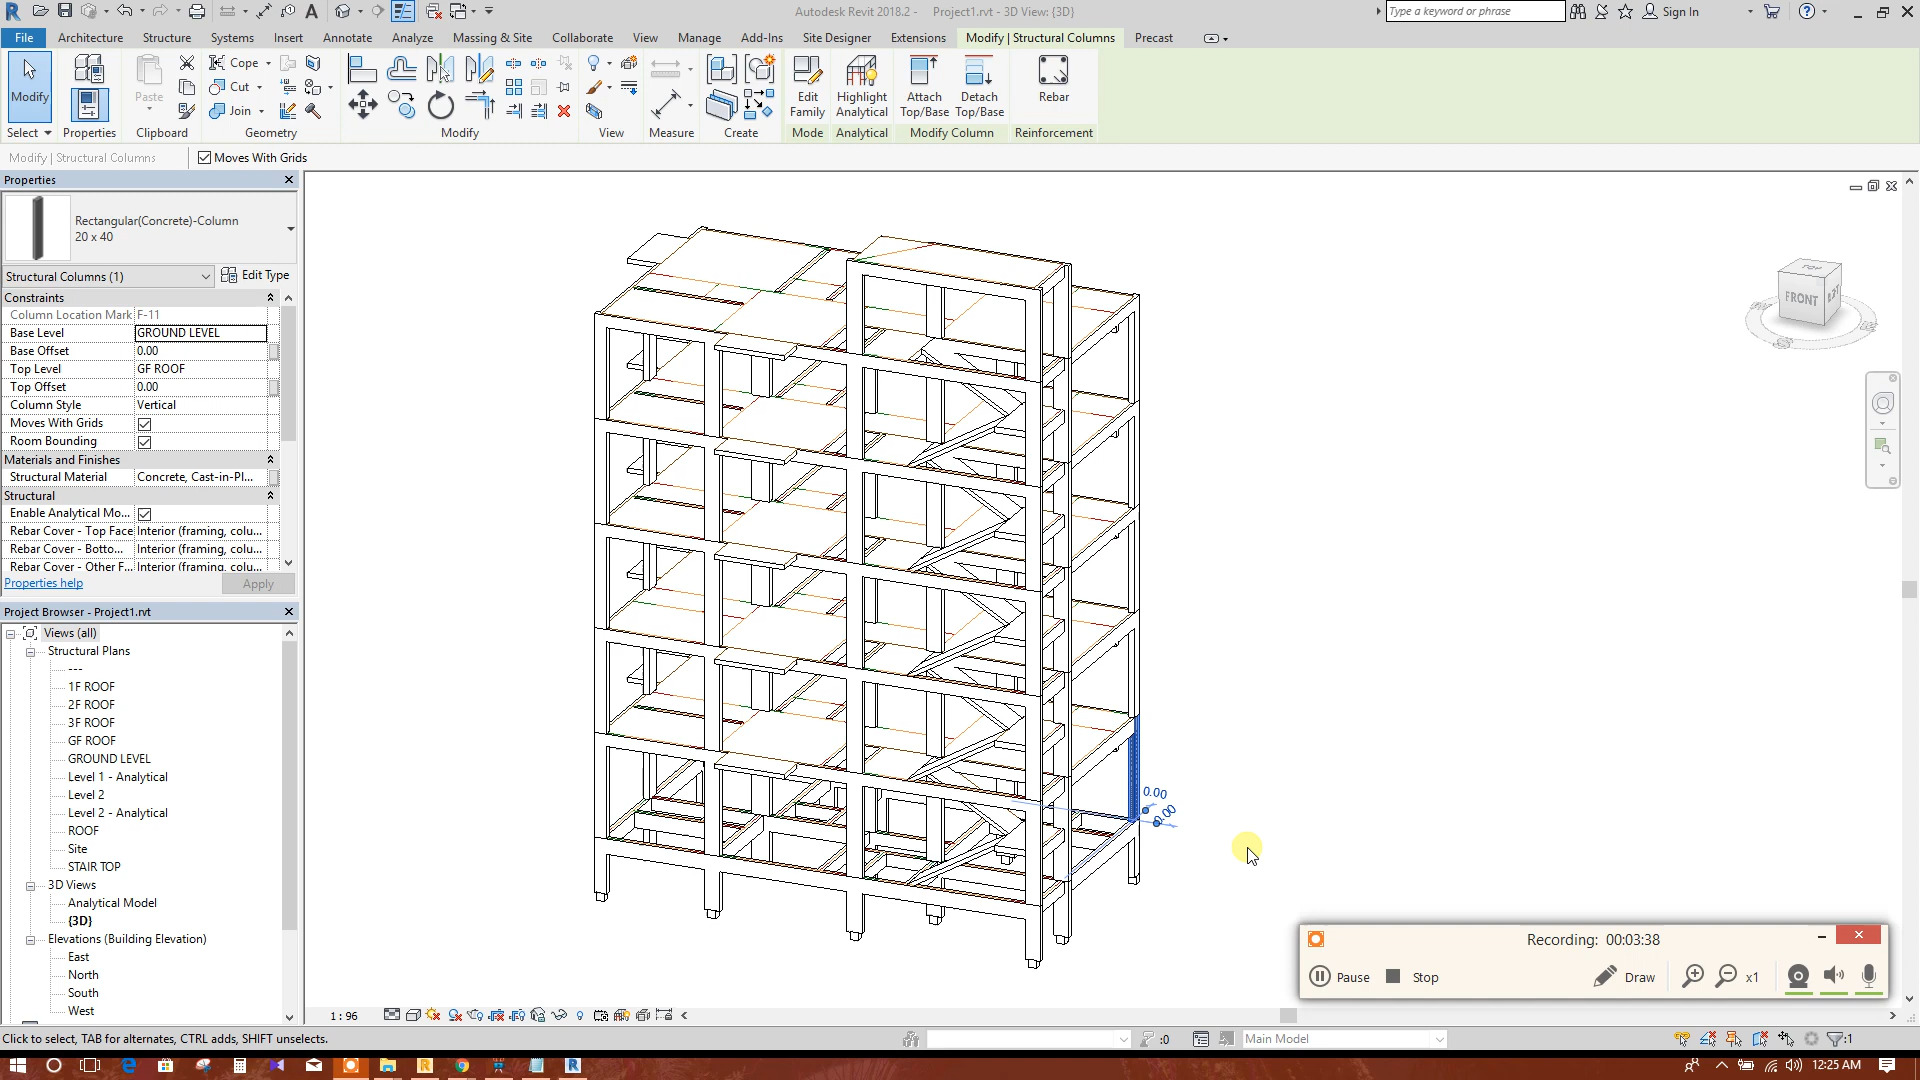 Autodesk Revit 2018.2 -    Project1.rvt - 3D View: {3D}
Type a keyword or phrase
Sign In
File
Architecture
Structure
Systems
Insert
Annotate
Analyze
Massing & Site
Collaborate
View
Manage
Add-Ins
Site Designer
Extensions
Modify | Structural Columns
Precast
Modify
Paste
Cope
Cut
Join
Edit Family
Highlight Analytical
Attach Top/Base
Detach Top/Base
Rebar
Select
Properties
Clipboard
Geometry
Modify
View
Measure
Create
Mode
Analytical
Modify Column
Reinforcement
Modify | Structural Columns
Moves With Grids
Properties
Rectangular(Concrete)-Column
20 x 40
Structural Columns (1)
Edit Type
Constraints
Column Location Mark F-11
Base Level GROUND LEVEL
Base Offset 0.00
Top Level GF ROOF
Top Offset 0.00
Column Style Vertical
Moves With Grids
Room Bounding
Materials and Finishes
Structural Material Concrete, Cast-in-Pl...
Structural
Enable Analytical Mo...
Rebar Cover - Top Face Interior (framing, colu...
Rebar Cover - Botto... Interior (framing, colu...
Rebar Cover - Other F... Interior (framing, colu...
Properties help
Apply
Project Browser - Project1.rvt
Views (all)
Structural Plans
---
1F ROOF
2F ROOF
3F ROOF
GF ROOF
GROUND LEVEL
Level 1 - Analytical
Level 2
Level 2 - Analytical
ROOF
Site
STAIR TOP
3D Views
Analytical Model
{3D}
Elevations (Building Elevation)
East
North
South
West
TOP
FRONT
0.00
0.00
Recording:  00:03:38
Pause
Stop
Draw
x1
1 : 96
Click to select, TAB for alternates, CTRL adds, SHIFT unselects.
:0
Main Model
:1
12:25 AM